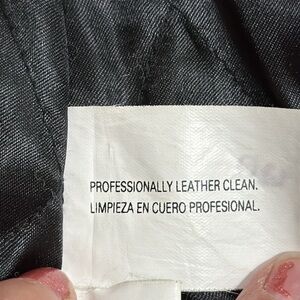 PROFESSIONALLY LEATHER CLEAN.
LIMPIEZA EN CUERO PROFESIONAL.